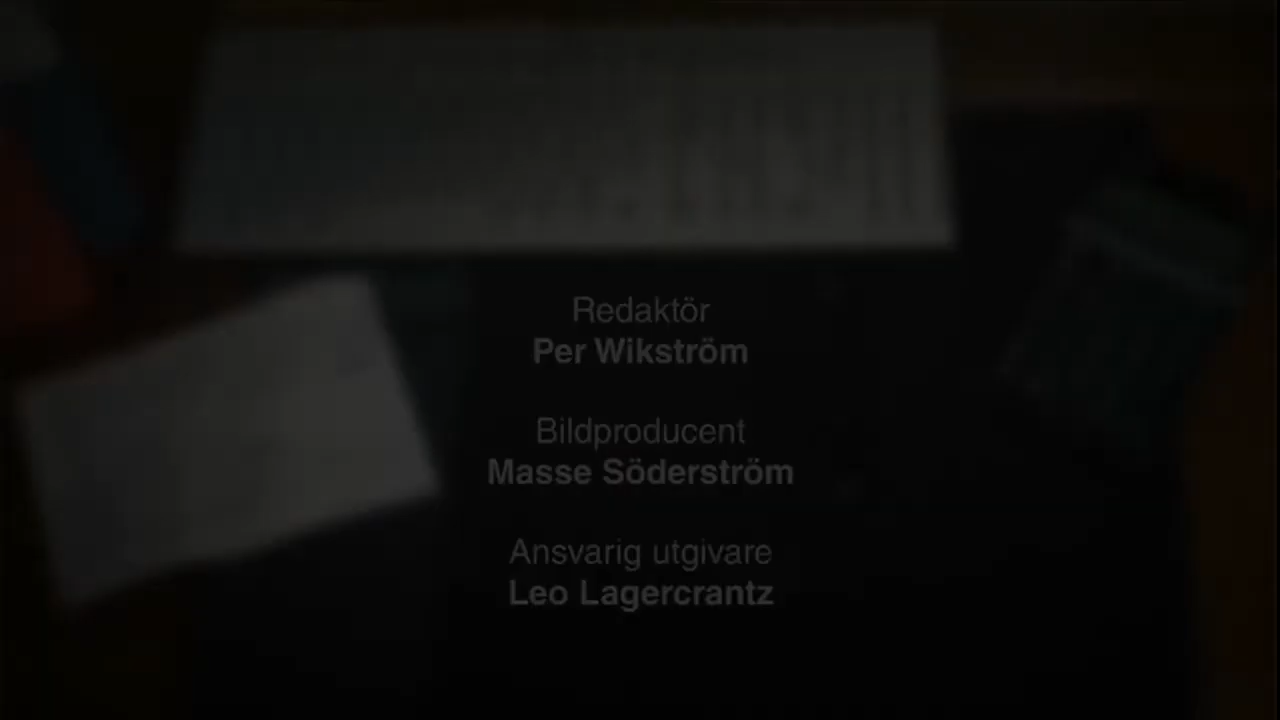 Redaktör
Per Wikström
Bildproducent
Masse Söderström
Ansvarig utgivare
Leo Lagercrantz